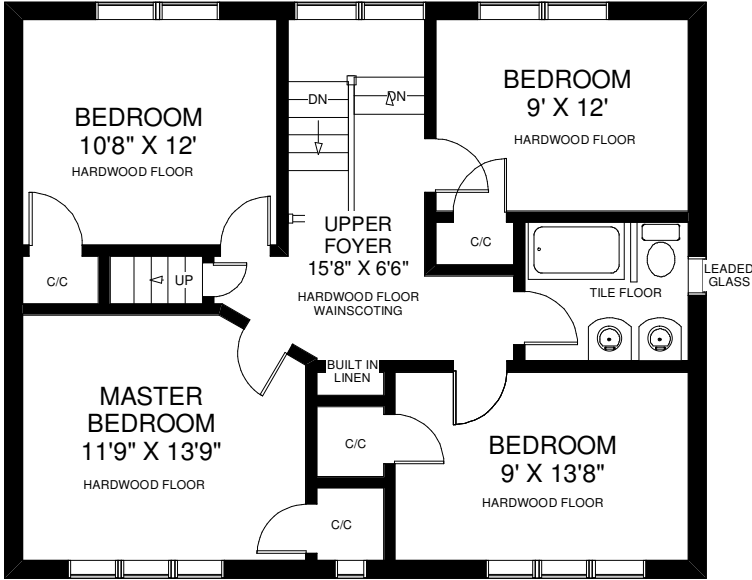 BEDROOM
10'8" X 12'
HARDWOOD FLOOR
DN
DN
BEDROOM
9' X 12'
HARDWOOD FLOOR
UPPER
FOYER
15'8" X 6'6"
HARDWOOD FLOOR
WAINSCOTING
C/C
C/C
UP
TILE FLOOR
LEADED
GLASS
BUILT IN
LINEN
MASTER
BEDROOM
11'9" X 13'9"
HARDWOOD FLOOR
C/C
C/C
BEDROOM
9' X 13'8"
HARDWOOD FLOOR